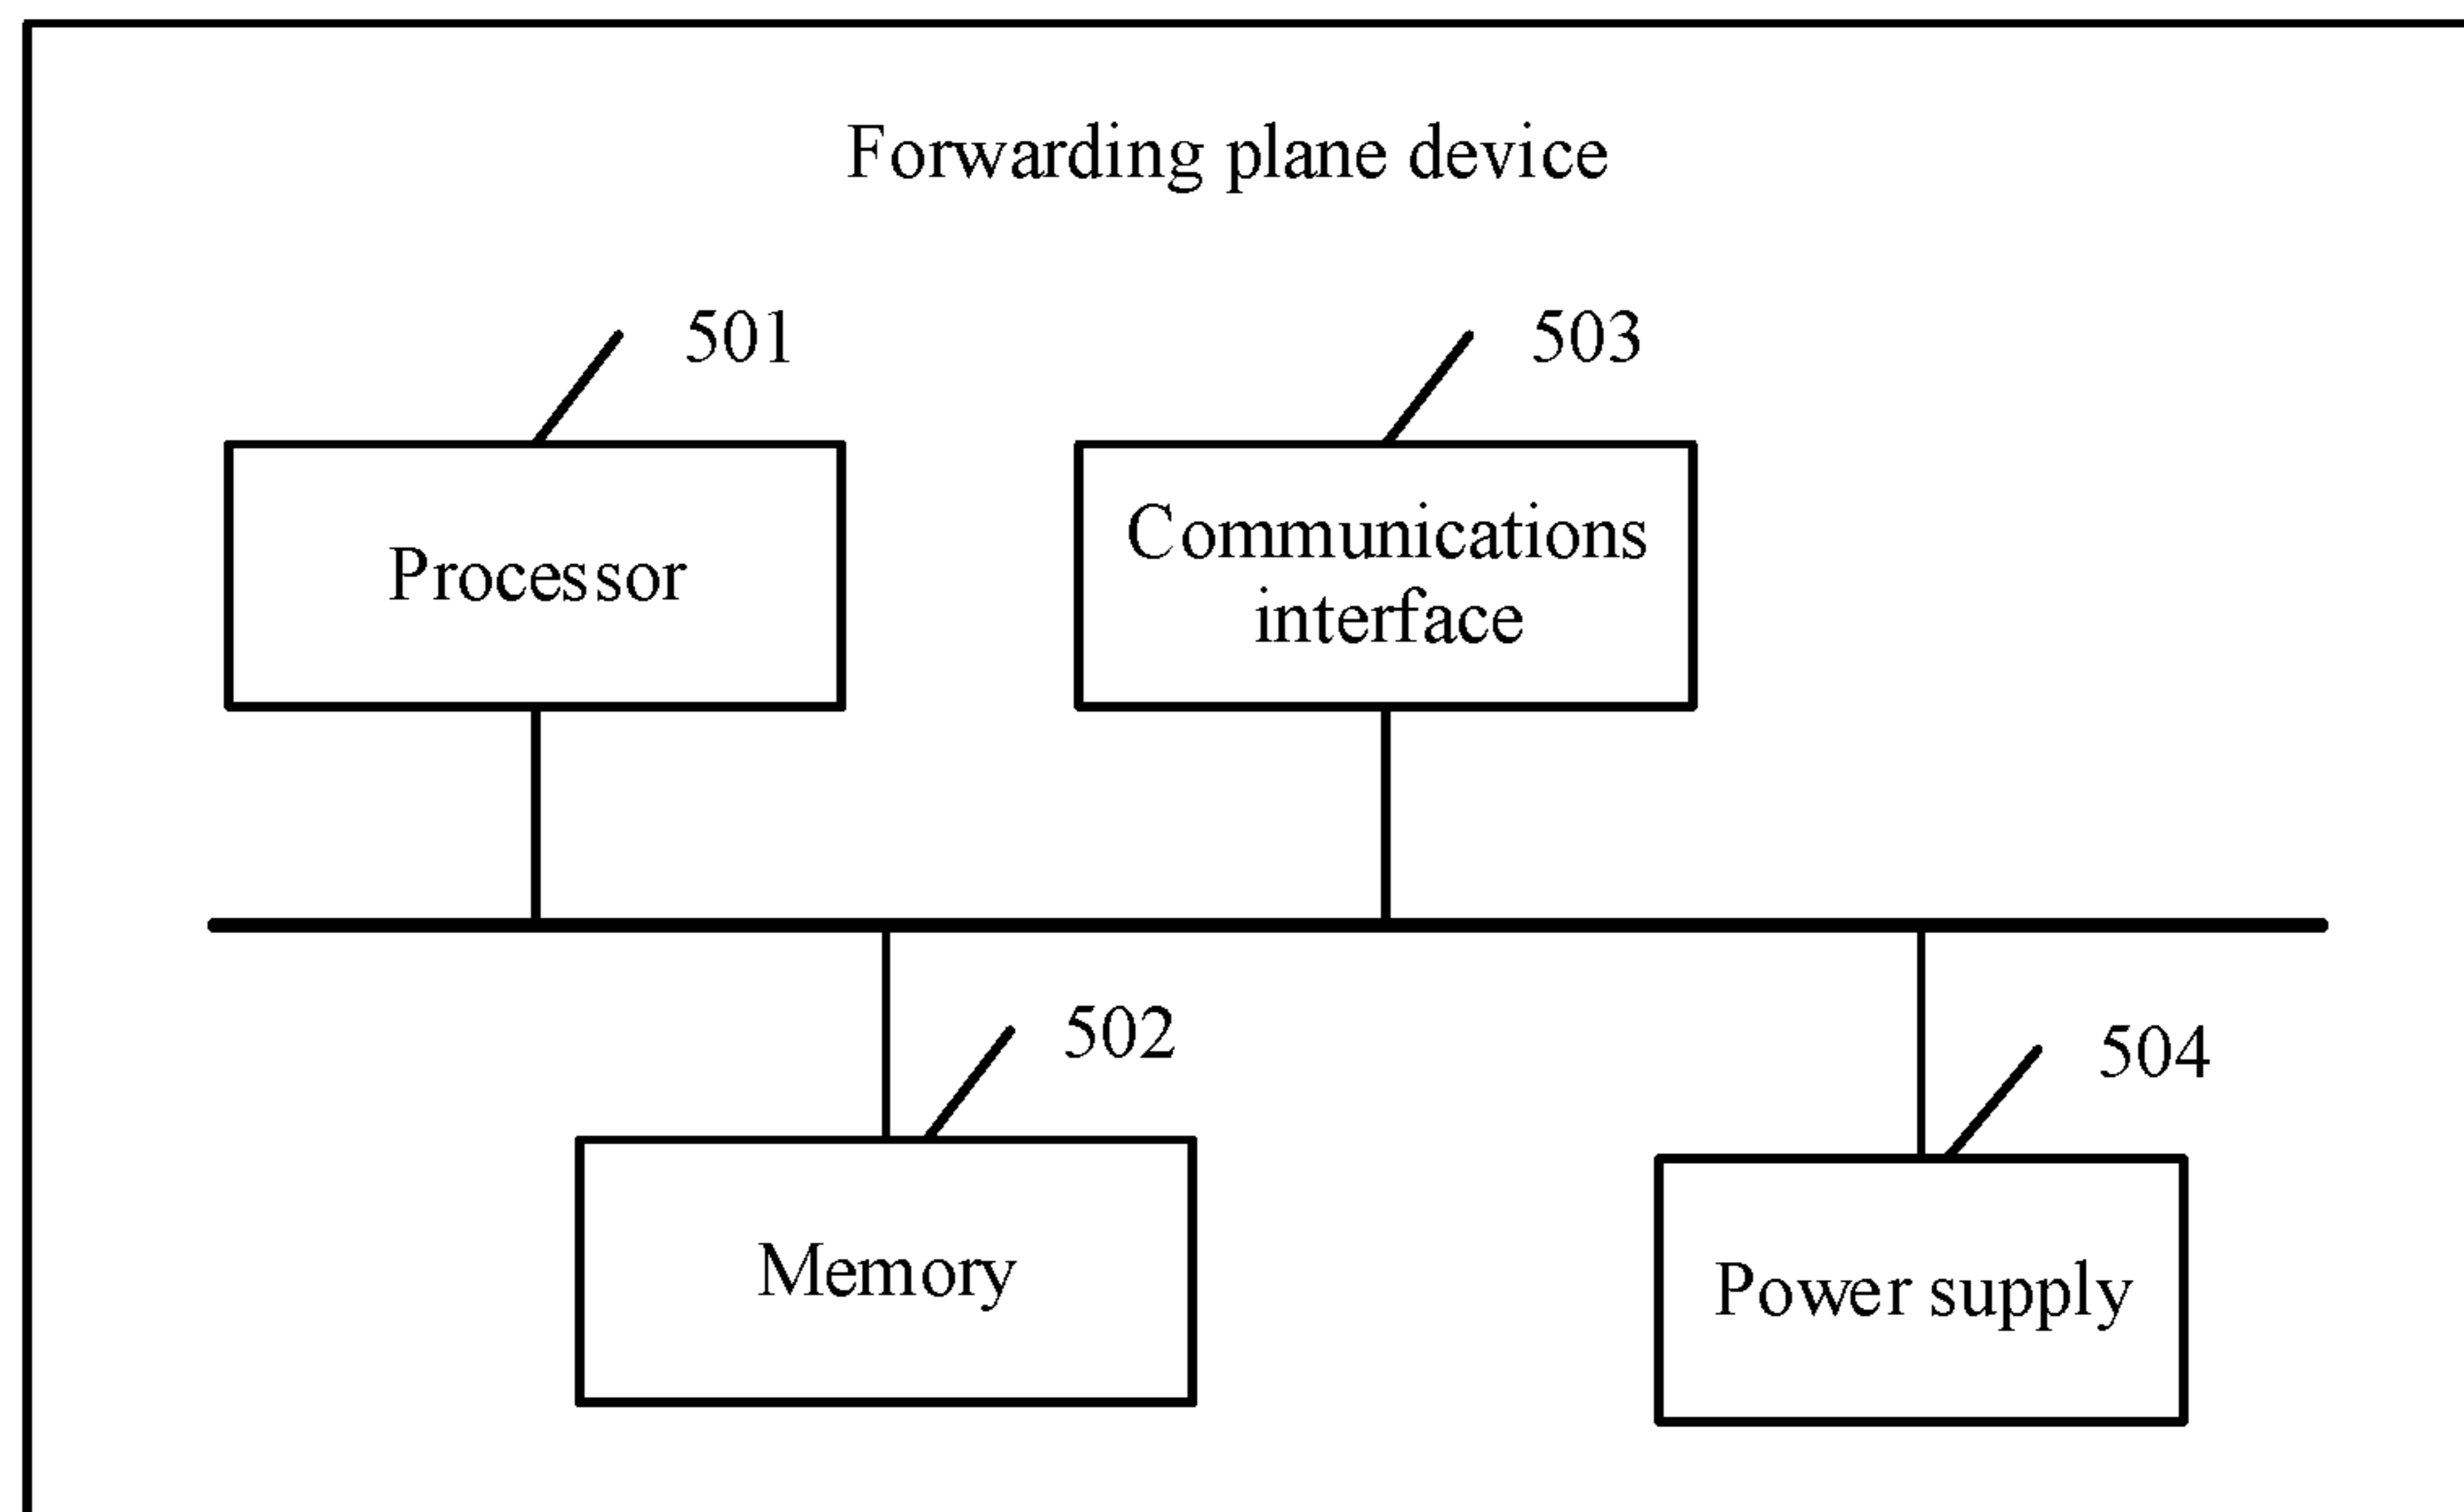 Forwarding plane device
501
503
Processor
Communications
interface
502
504
Memory
Power supply